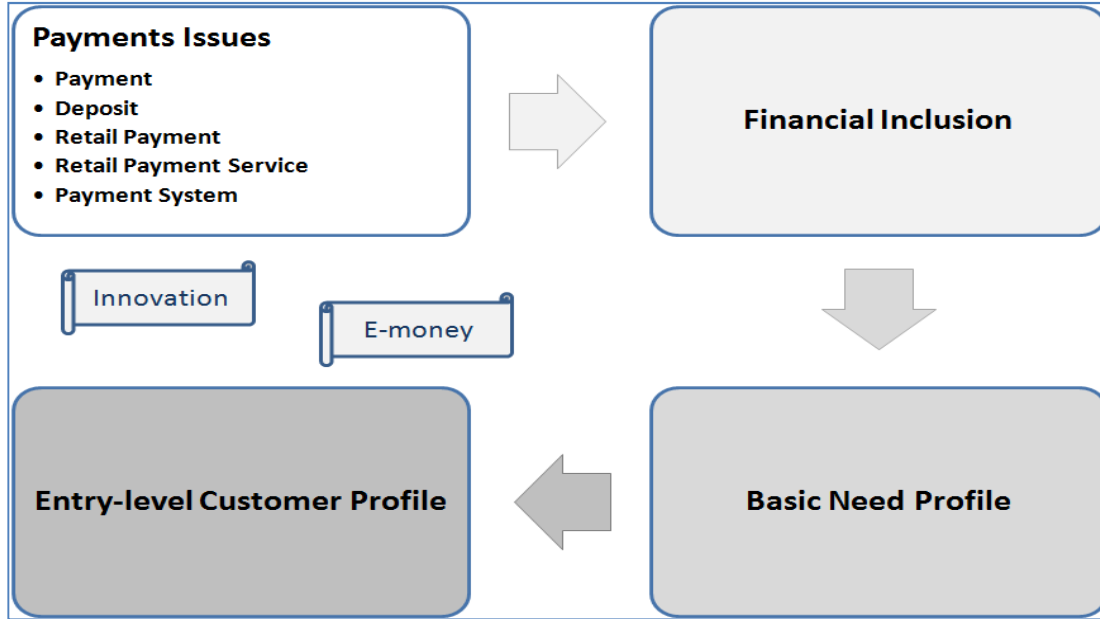 Payments Issues
• Payment
• Deposit
• Retail Payment
• Retail Payment Service
• Payment System
Financial Inclusion
Innovation
E-money
Entry-level Customer Profile
Basic Need Profile